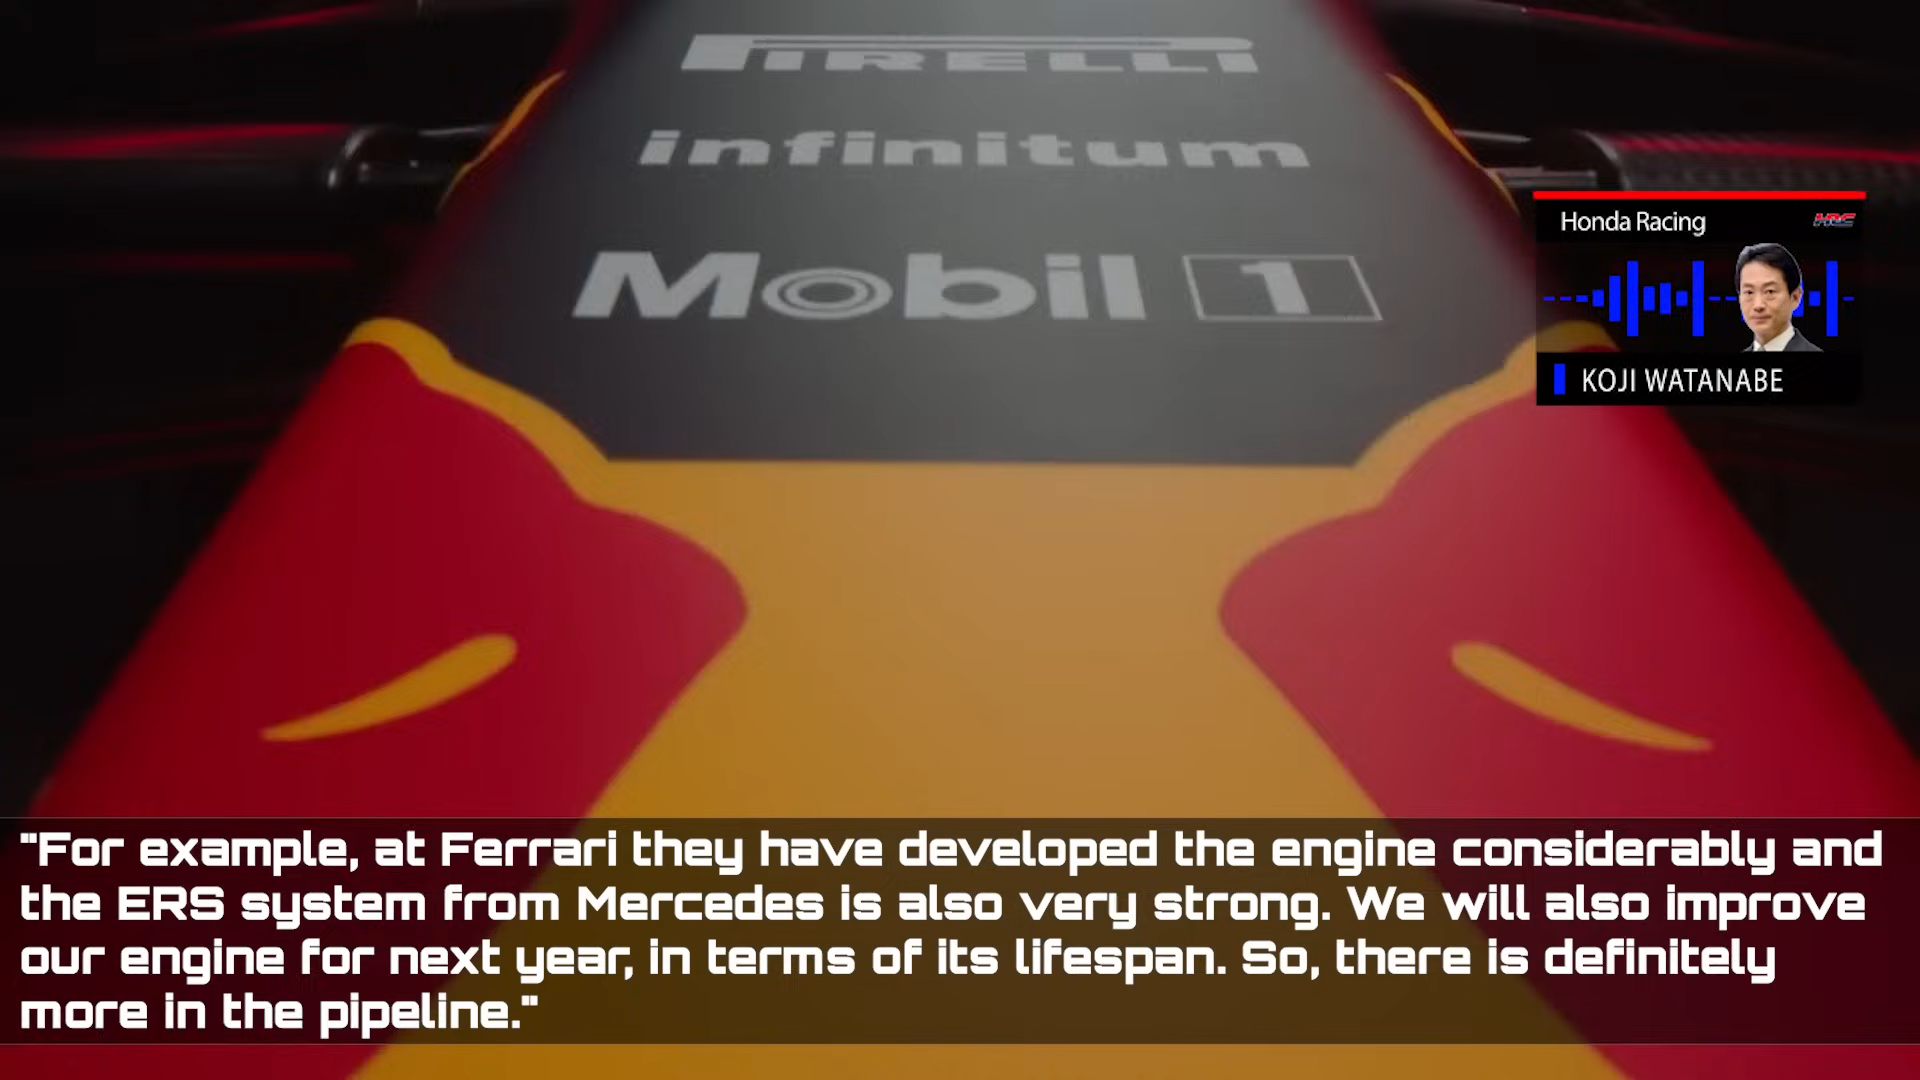 PIRELLI
infinitum
Mobil 1
Honda Racing
HRC
KOJI WATANABE
"For example, at Ferrari they have developed the engine considerably and
the ERS system from Mercedes is also very strong. We will also improve
our engine for next year, in terms of its lifespan. So, there is definitely
more in the pipeline."